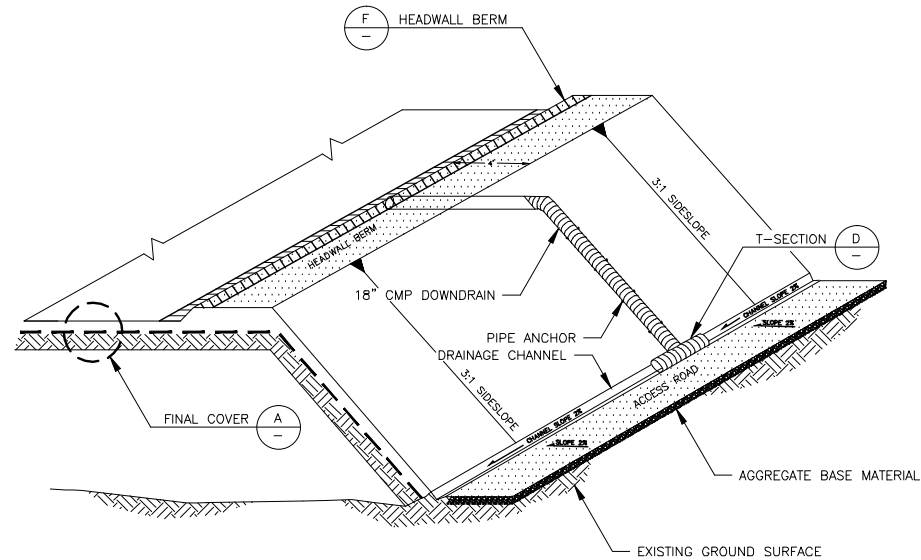 F
–
HEADWALL BERM
4'
3:1 SIDESLOPE
T-SECTION
D
–
HEADWALL BERM
18" CMP DOWNDRAIN
CHANNEL SLOPE 2%
SLOPE 2%
PIPE ANCHOR
DRAINAGE CHANNEL
ACCESS ROAD
3:1 SIDESLOPE
FINAL COVER
A
–
CHANNEL SLOPE 2%
SLOPE 2%
AGGREGATE BASE MATERIAL
EXISTING GROUND SURFACE